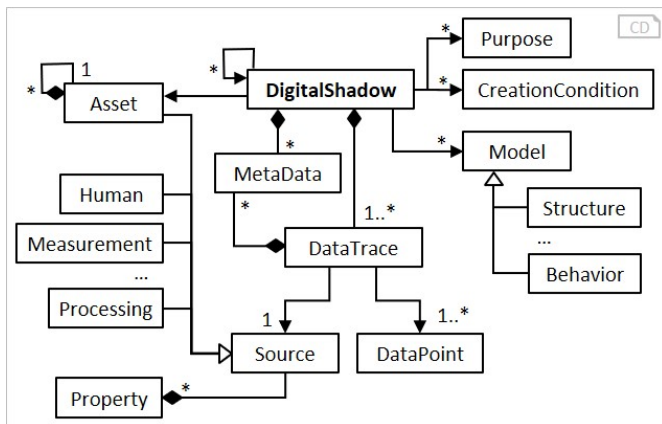 CD
*
Purpose
1
*
*
Asset
DigitalShadow
*
CreationCondition
*
*
Model
MetaData
Human
*
1..*
Structure
Measurement
DataTrace
...
...
Behavior
Processing
1
1..*
Source
DataPoint
Property
*